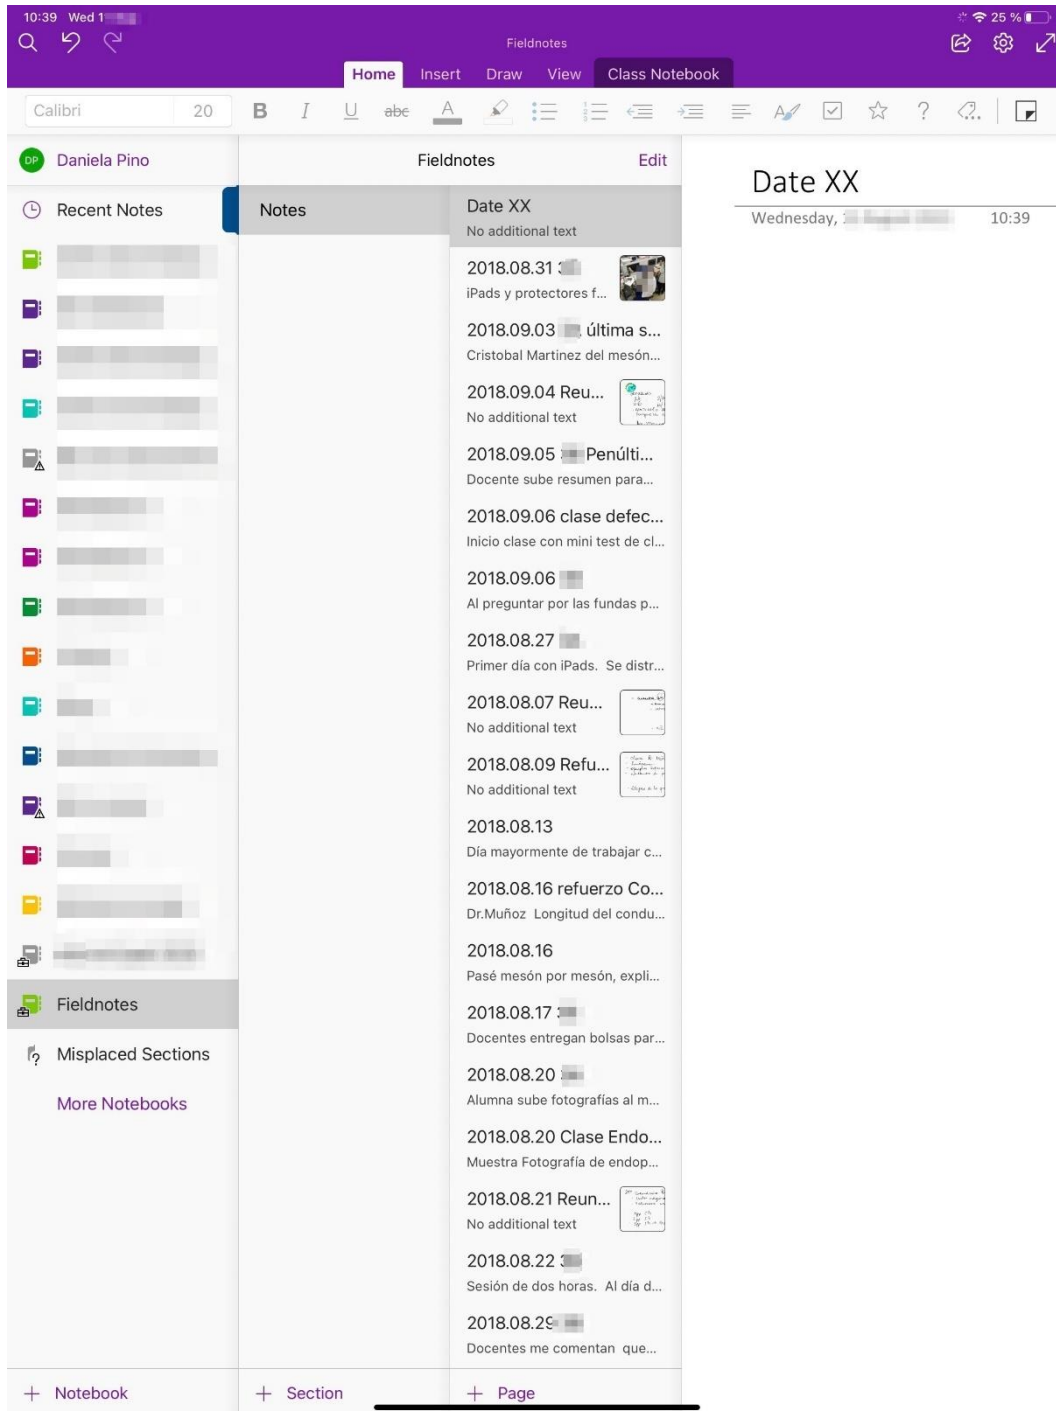 10:39 Wed 1
25 %
Fieldnotes
Home Insert Draw View Class Notebook
Calibri 20 B I U abc A
DP Daniela Pino
Fieldnotes Edit
Recent Notes
Fieldnotes
Misplaced Sections
More Notebooks
+ Notebook
Notes
+ Section
Date XX
No additional text
2018.08.31
iPads y protectores f...
2018.09.03 última s...
Cristobal Martinez del mesón...
2018.09.04 Reu...
No additional text
2018.09.05 Penúlti...
Docente sube resumen para...
2018.09.06 clase defec...
Inicio clase con mini test de cl...
2018.09.06
Al preguntar por las fundas p...
2018.08.27
Primer día con iPads. Se distr...
2018.08.07 Reu...
No additional text
2018.08.09 Refu...
No additional text
2018.08.13
Día mayormente de trabajar c...
2018.08.16 refuerzo Co...
Dr.Muñoz Longitud del condu...
2018.08.16
Pasé mesón por mesón, expli...
2018.08.17
Docentes entregan bolsas par...
2018.08.20
Alumna sube fotografías al m...
2018.08.20 Clase Endo...
Muestra Fotografía de endop...
2018.08.21 Reun...
No additional text
2018.08.22
Sesión de dos horas. Al día d...
2018.08.29
Docentes me comentan que...
+ Page
Date XX
Wednesday, 10:39